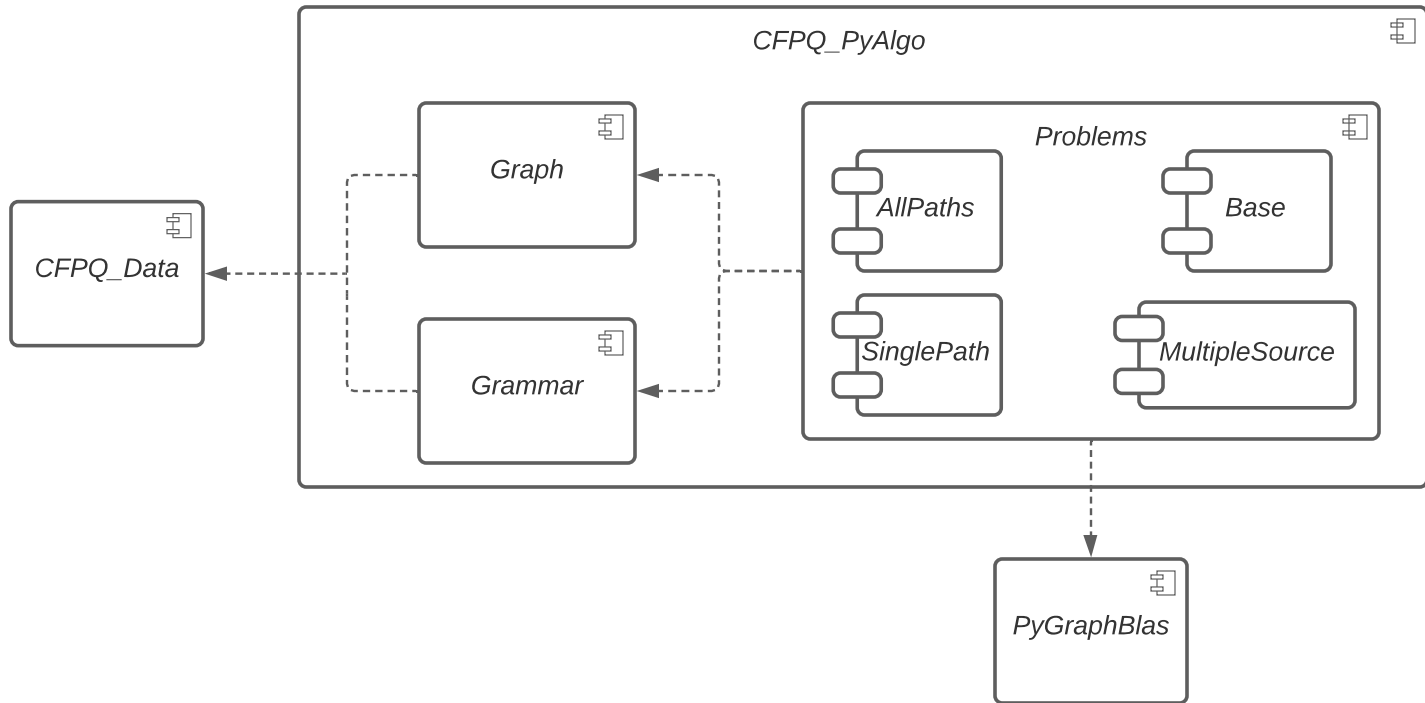 CFPQ_PyAlgo
Problems
Graph
AllPaths
Base
CFPQ_Data
SinglePath
MultipleSource
Grammar
PyGraphBlas